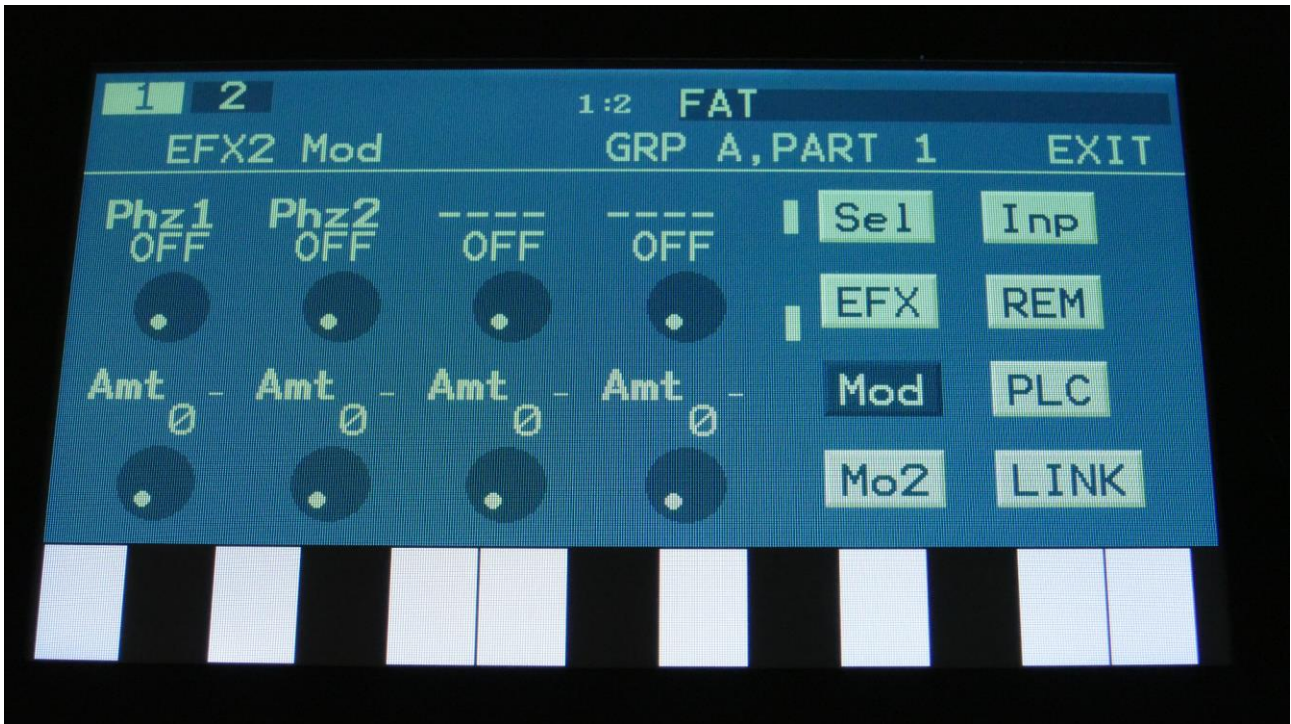 1 2 1:2 FAT
EFX2 Mod GRP A,PART 1 EXIT
Phz1 Phz2 ---- ---- Sel Inp
OFF OFF OFF OFF
EFX REM
Amt - Amt - Amt - Amt - Mod PLC
0 0 0 0
Mo2 LINK